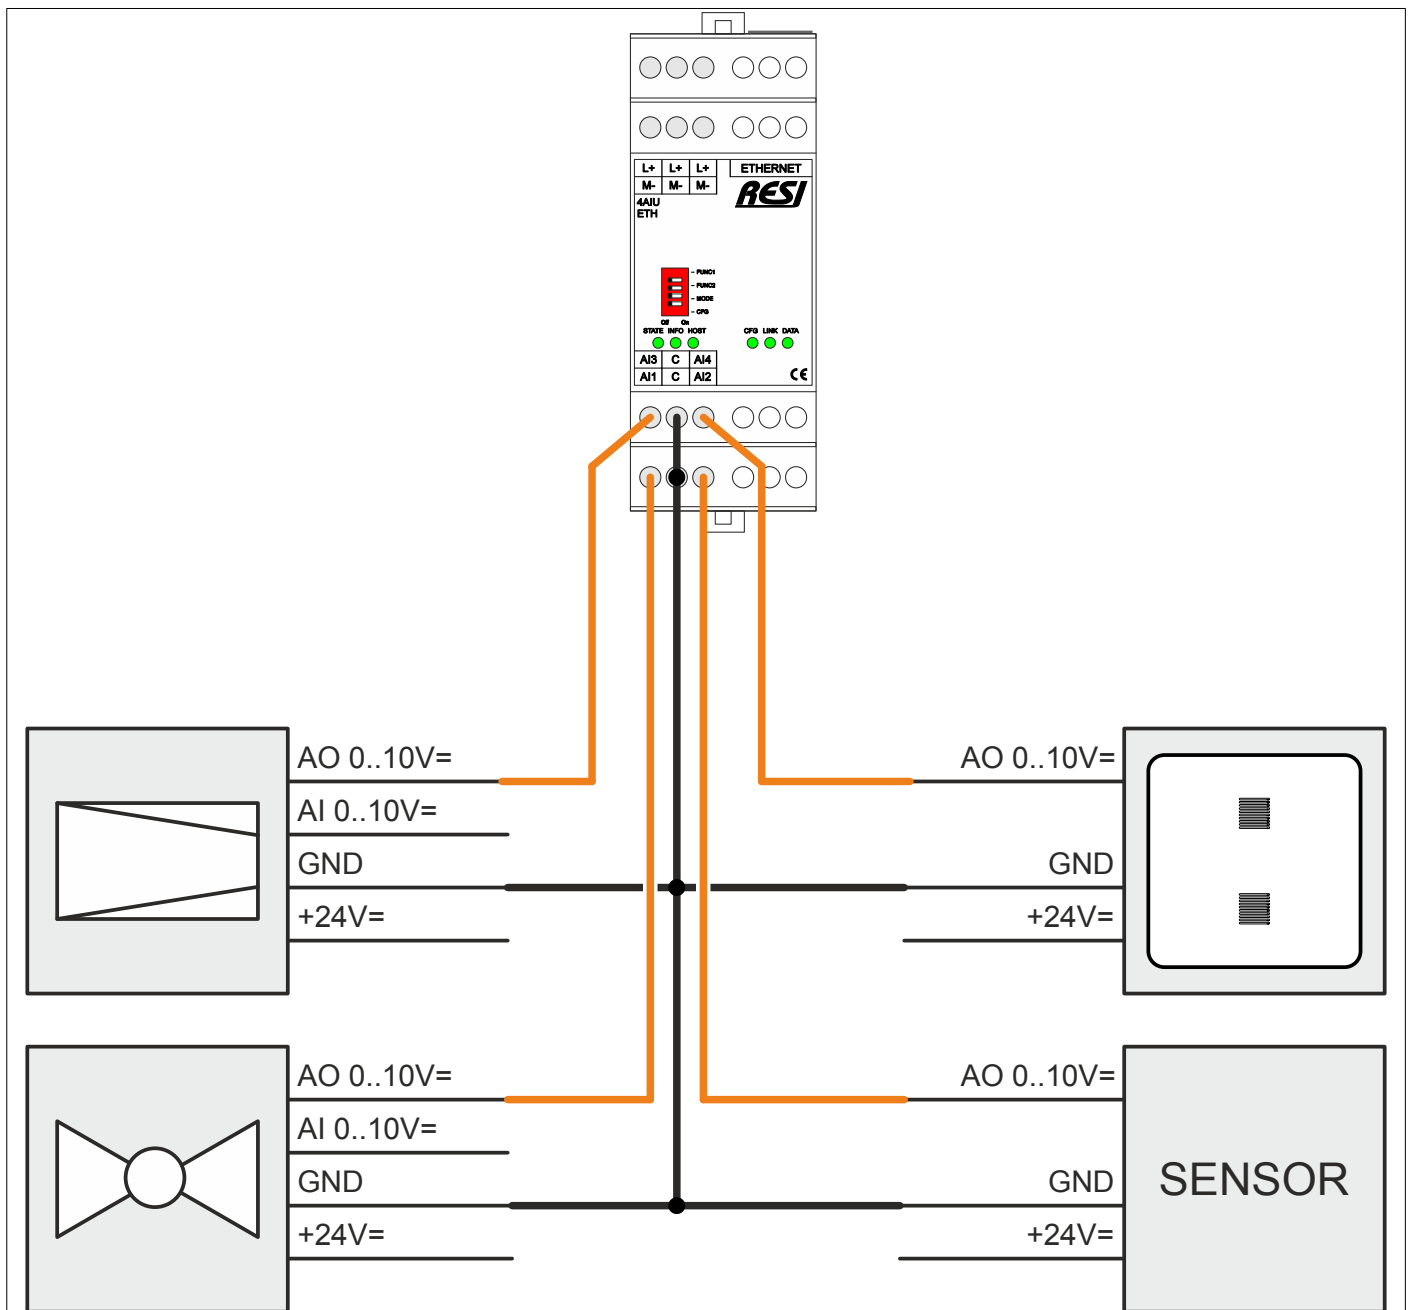 L+ L+ L+ ETHERNET
M- M- M- RESI
4AIU
ETH
- FUNC1
- FUNC2
- MODE
- CFG
Off On
STATE INFO HOST CFG LINK DATA
AI3 C AI4
AI1 C AI2 CE
AO 0..10V= AO 0..10V=
AI 0..10V=
GND GND
+24V= +24V=
AO 0..10V= AO 0..10V=
AI 0..10V=
GND GND
SENSOR
+24V= +24V=